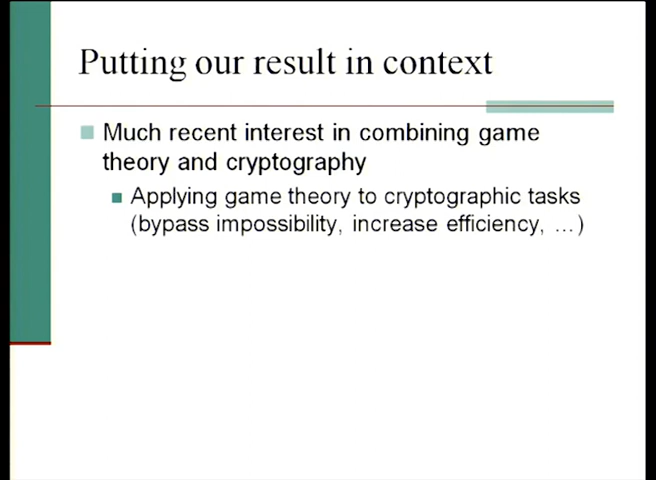 Putting our result in context
Much recent interest in combining game
theory and cryptography
Applying game theory to cryptographic tasks
(bypass impossibility, increase efficiency, …)